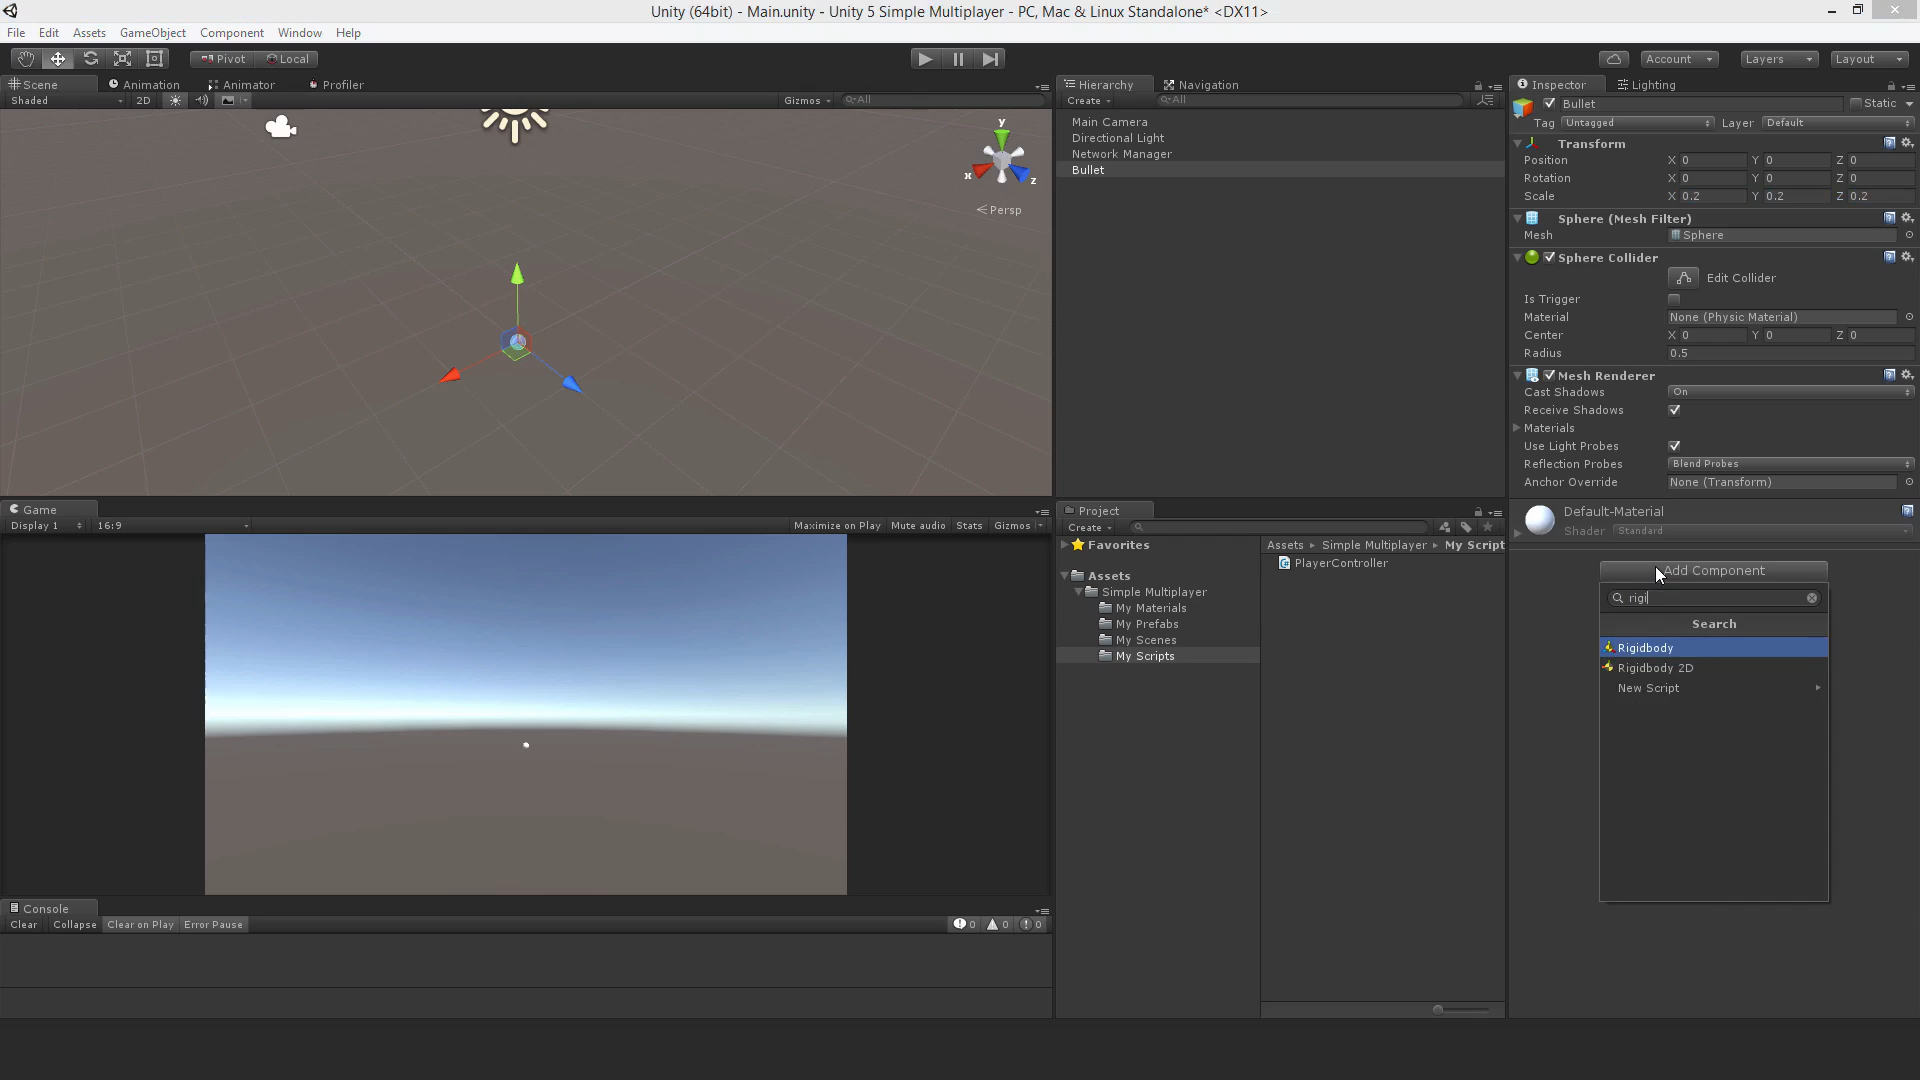 Unity (64bit) - Main.unity - Unity 5 Simple Multiplayer - PC, Mac & Linux Standalone* <DX11>
File Edit Assets GameObject Component Window Help
Pivot Local Account Layers Layout
Scene Animation Animator Profiler
Shaded 2D Gizmos All
y
x
z
Persp
Hierarchy Navigation
Create All
Main Camera
Directional Light
Network Manager
Bullet
Inspector Lighting
Bullet Static
Tag Untagged Layer Default
Transform
Position X 0 Y 0 Z 0
Rotation X 0 Y 0 Z 0
Scale X 0.2 Y 0.2 Z 0.2
Sphere (Mesh Filter)
Mesh Sphere
Sphere Collider
Edit Collider
Is Trigger
Material None (Physic Material)
Center X 0 Y 0 Z 0
Radius 0.5
Mesh Renderer
Cast Shadows On
Receive Shadows
Materials
Use Light Probes
Reflection Probes Blend Probes
Anchor Override None (Transform)
Default-Material
Shader Standard
Add Component
rigi
Search
Rigidbody
Rigidbody 2D
New Script
Game
Display 1 16:9 Maximize on Play Mute audio Stats Gizmos
Project
Create
Favorites
Assets
Simple Multiplayer
My Materials
My Prefabs
My Scenes
My Scripts
Assets Simple Multiplayer My Script
PlayerController
Console
Clear Collapse Clear on Play Error Pause 0 0 0